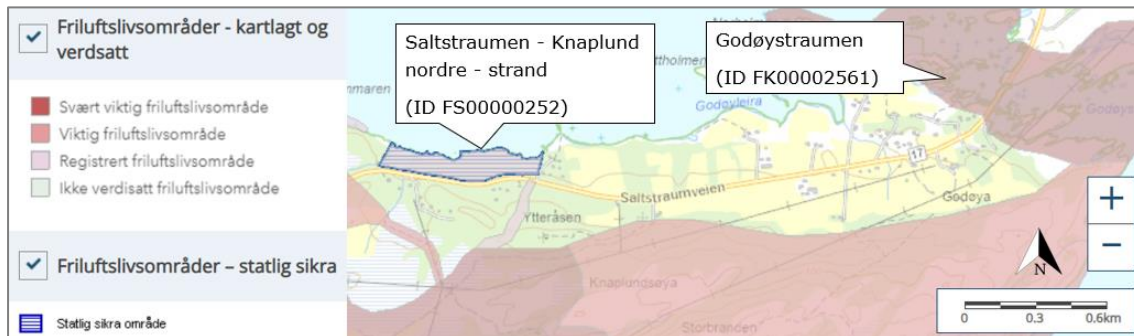 Friluftslivsområder - kartlagt og
verdsatt
Svært viktig friluftslivsområde
Viktig friluftslivsområde
Registrert friluftslivsområde
Ikke verdisatt friluftslivsområde
Friluftslivsområder – statlig sikra
Statlig sikra område
Saltstraumen - Knaplund
nordre - strand
(ID FS00000252)
Godøystraumen
(ID FK00002561)
Godøyleira
17
Saltstraumveien
Godøya
Ytteråsen
Knaplundsøya
Storbranden
+
−
N
0 0.3 0.6km